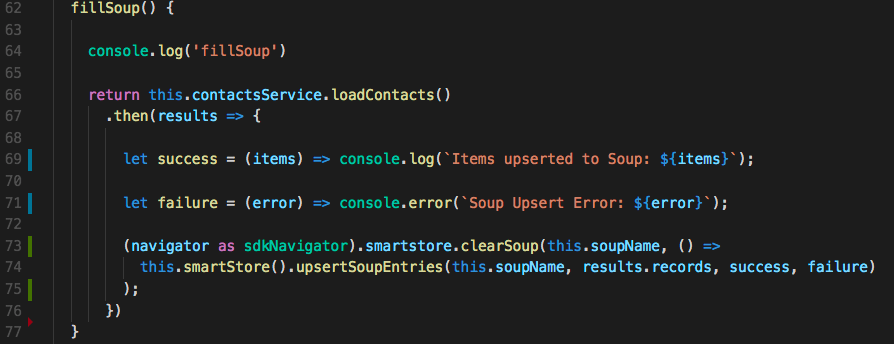 62 fillSoup() {
63
64 console.log('fillSoup')
65
66 return this.contactsService.loadContacts()
67 .then(results => {
68
69 let success = (items) => console.log(`Items upserted to Soup: ${items}`);
70
71 let failure = (error) => console.error(`Soup Upsert Error: ${error}`);
72
73 (navigator as sdkNavigator).smartstore.clearSoup(this.soupName, () =>
74 this.smartStore().upsertSoupEntries(this.soupName, results.records, success, failure)
75 );
76 })
77 }